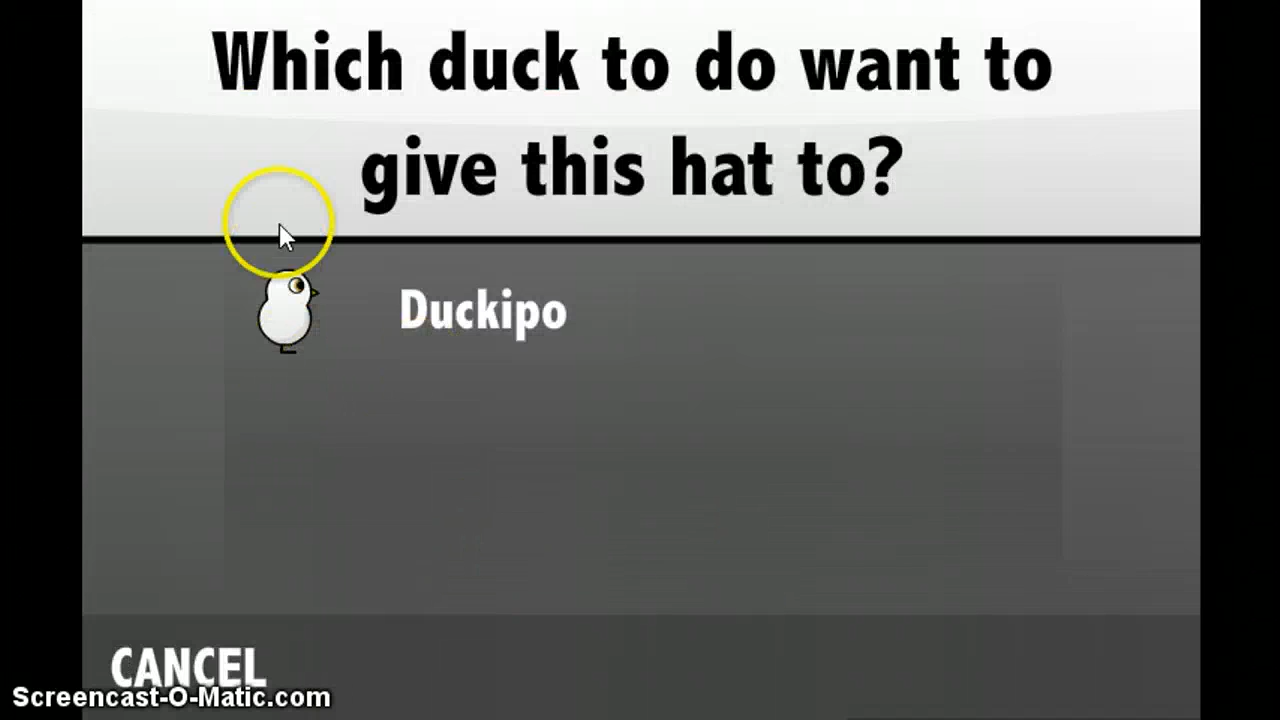 Which duck to do want to
give this hat to?
Duckipo
CANCEL
Screencast-O-Matic.com